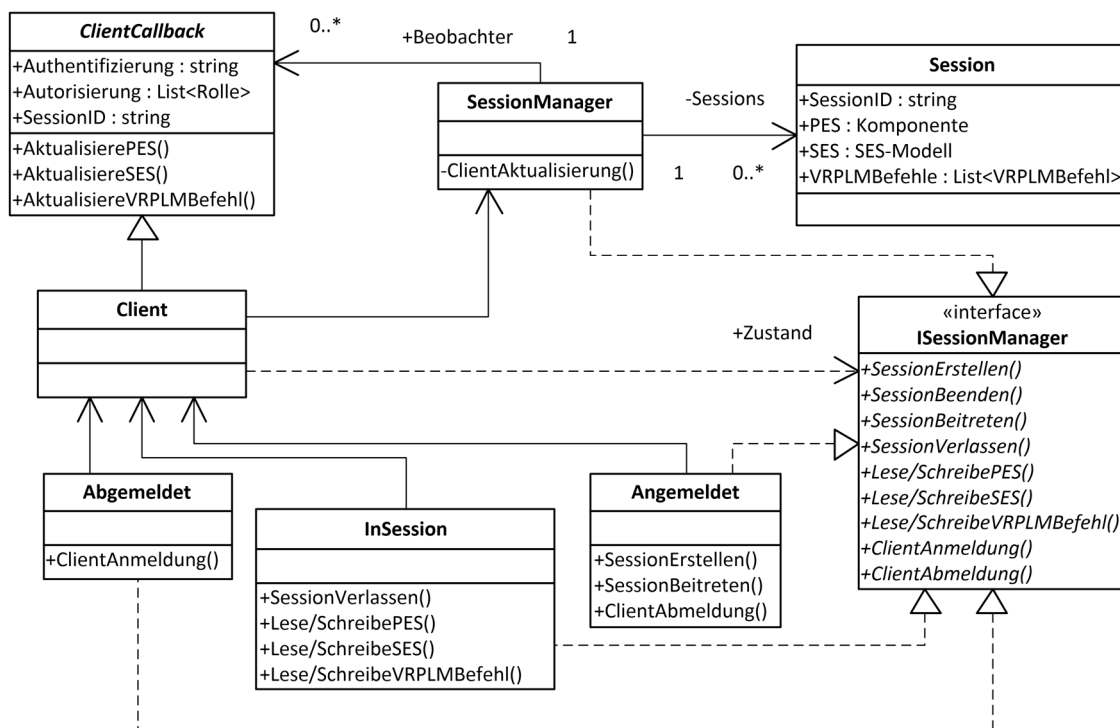 ClientCallback
+Authentifizierung : string
+Autorisierung : List<Rolle>
+SessionID : string
+AktualisierePES()
+AktualisiereSES()
+AktualisiereVRPLMBefehl()
0..*
+Beobachter
1
SessionManager
-ClientAktualisierung()
-Sessions
1
0..*
Session
+SessionID : string
+PES : Komponente
+SES : SES-Modell
+VRPLMBefehle : List<VRPLMBefehl>
Client
+Zustand
«interface»
ISessionManager
+SessionErstellen()
+SessionBeenden()
+SessionBeitreten()
+SessionVerlassen()
+Lese/SchreibePES()
+Lese/SchreibeSES()
+Lese/SchreibeVRPLMBefehl()
+ClientAnmeldung()
+ClientAbmeldung()
Abgemeldet
+ClientAnmeldung()
InSession
+SessionVerlassen()
+Lese/SchreibePES()
+Lese/SchreibeSES()
+Lese/SchreibeVRPLMBefehl()
Angemeldet
+SessionErstellen()
+SessionBeitreten()
+ClientAbmeldung()